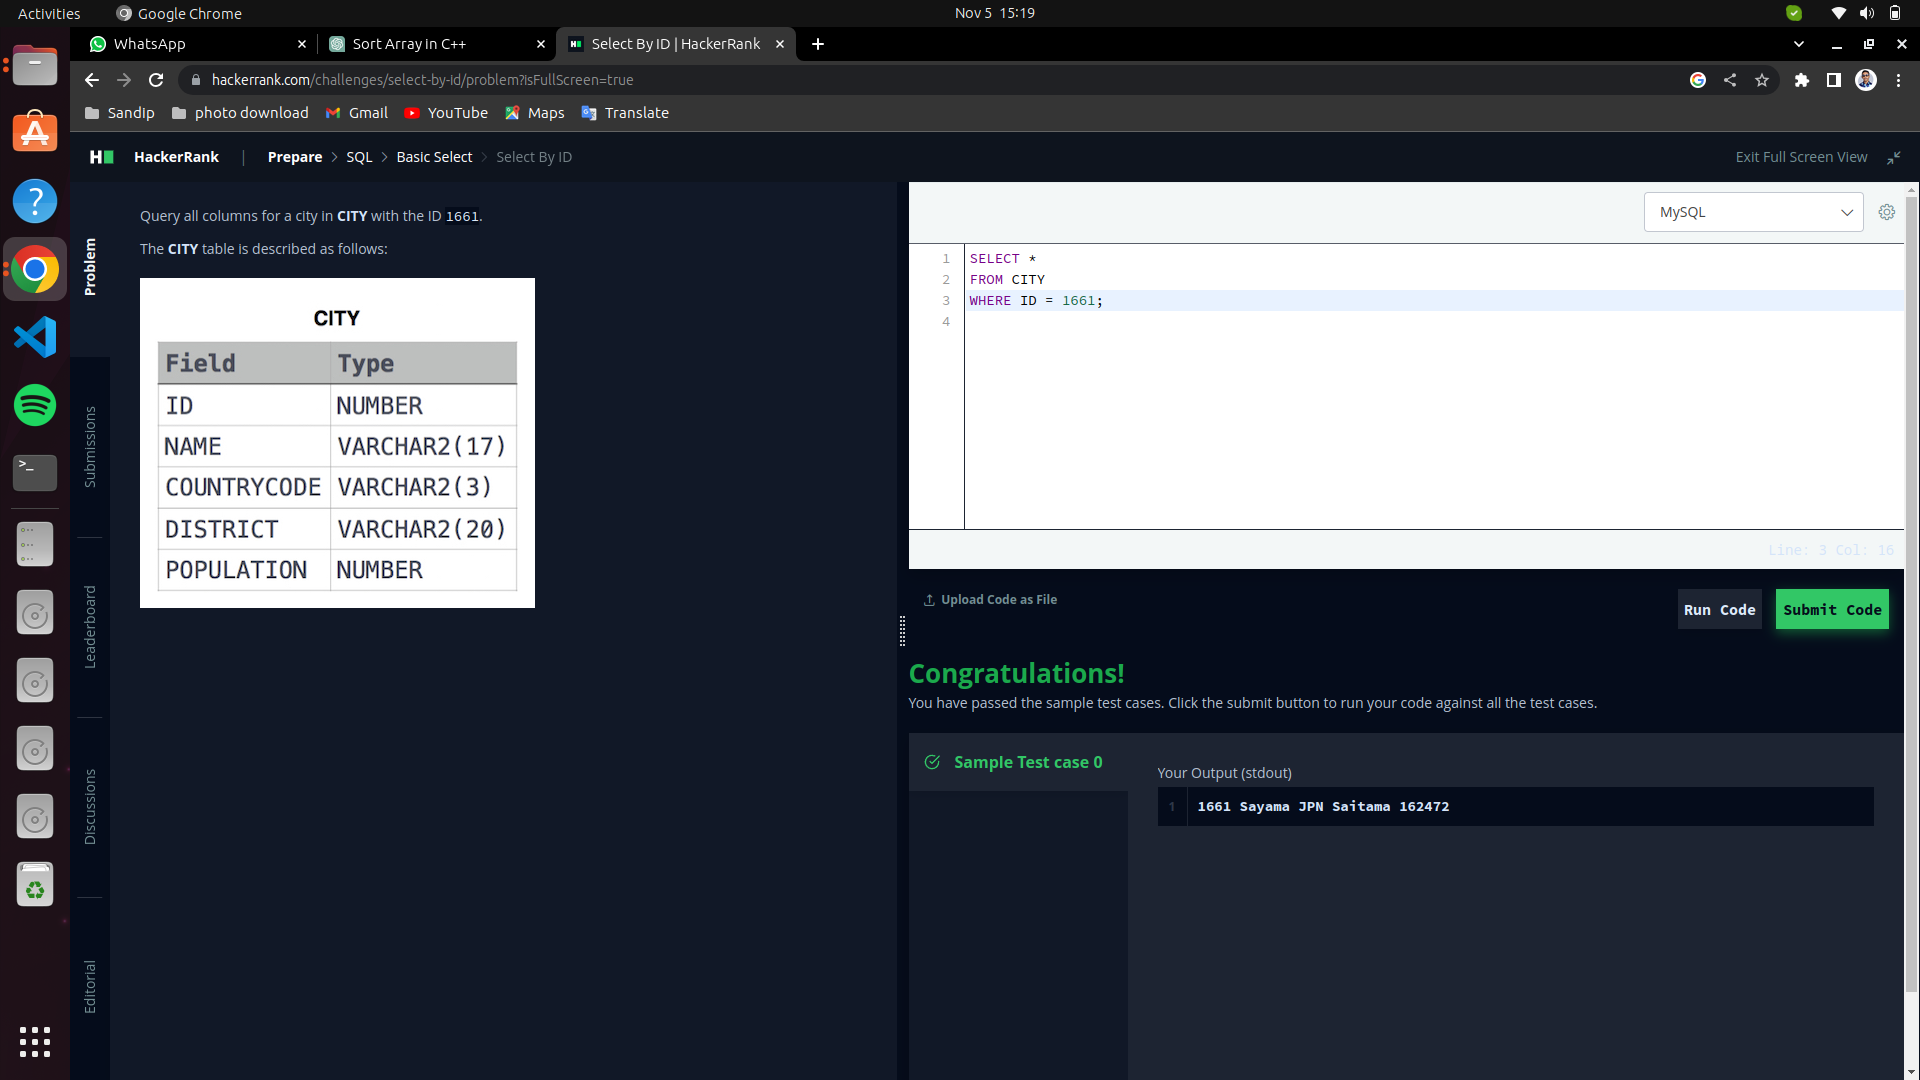 Activities
Google Chrome
Nov 5 15:19
WhatsApp
Sort Array in C++
Select By ID | HackerRank
hackerrank.com/challenges/select-by-id/problem?isFullScreen=true
Sandip
photo download
Gmail
YouTube
Maps
Translate
HackerRank
Prepare > SQL > Basic Select > Select By ID
Exit Full Screen View
Problem
Submissions
Leaderboard
Discussions
Editorial
Query all columns for a city in CITY with the ID 1661.
The CITY table is described as follows:
CITY
Field Type
ID NUMBER
NAME VARCHAR2(17)
COUNTRYCODE VARCHAR2(3)
DISTRICT VARCHAR2(20)
POPULATION NUMBER
MySQL
1 SELECT *
2 FROM CITY
3 WHERE ID = 1661;
4
Line: 3 Col: 16
Upload Code as File
Run Code
Submit Code
Congratulations!
You have passed the sample test cases. Click the submit button to run your code against all the test cases.
Sample Test case 0
Your Output (stdout)
1 1661 Sayama JPN Saitama 162472